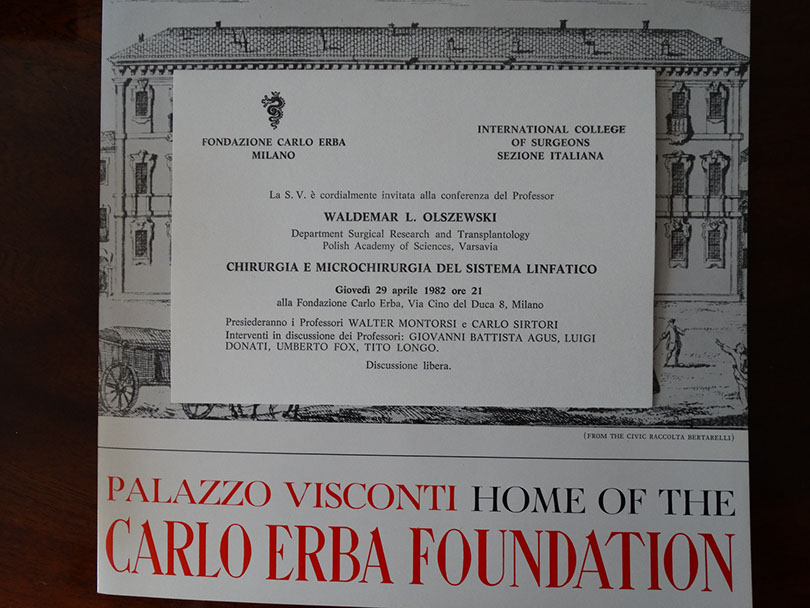 FONDAZIONE CARLO ERBA
MILANO
INTERNATIONAL COLLEGE
OF SURGEONS
SEZIONE ITALIANA
La S. V. è cordialmente invitata alla conferenza del Professor
WALDEMAR L. OLSZEWSKI
Department Surgical Research and Transplantology
Polish Academy of Sciences, Varsavia
CHIRURGIA E MICROCHIRURGIA DEL SISTEMA LINFATICO
Giovedì 29 aprile 1982 ore 21
alla Fondazione Carlo Erba, Via Cino del Duca 8, Milano
Presiederanno i Professori WALTER MONTORSI e CARLO SIRTORI
Interventi in discussione dei Professori: GIOVANNI BATTISTA AGUS, LUIGI
DONATI, UMBERTO FOX, TITO LONGO.
Discussione libera.
(FROM THE CIVIC RACCOLTA BERTARELLI)
PALAZZO VISCONTI HOME OF THE
CARLO ERBA FOUNDATION